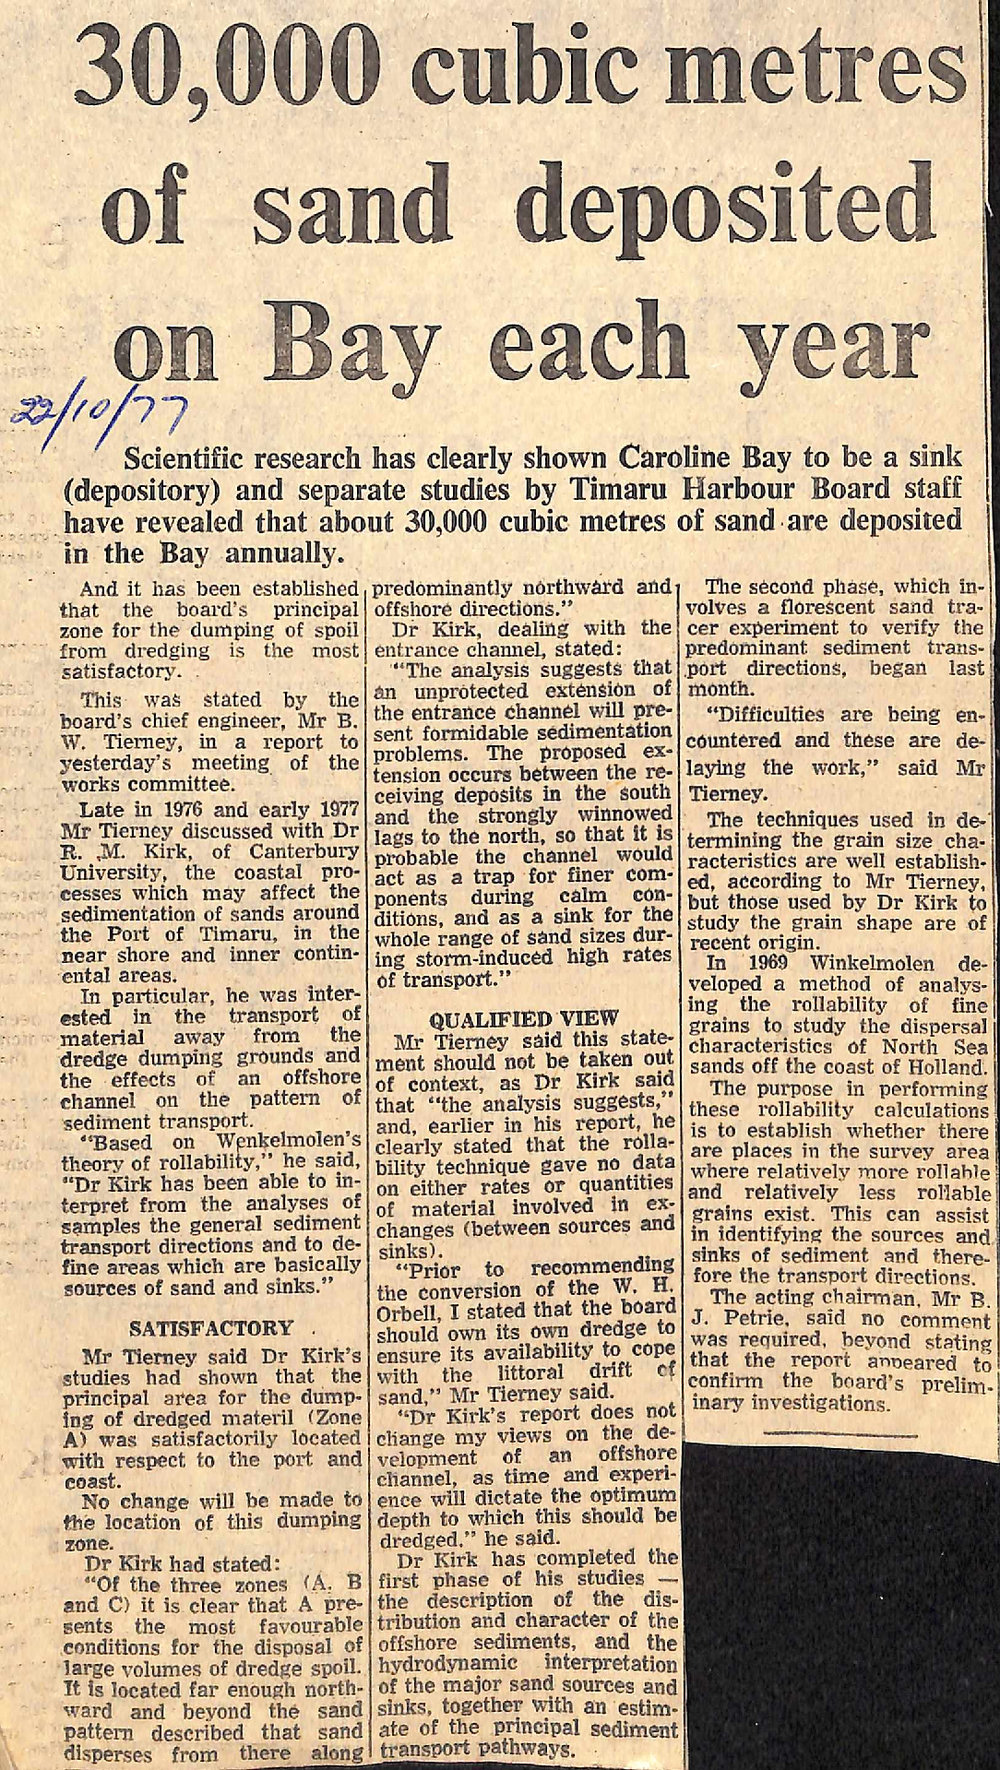 30,000 cubic metres
of sand deposited
on Bay each year
22/10/77
Scientific research has clearly shown Caroline Bay to be a sink
(depository) and separate studies by Timaru Harbour Board staff
have revealed that about 30,000 cubic metres of sand are deposited
in the Bay annually.
And it has been established
that the board's principal
zone for the dumping of spoil
from dredging is the most
satisfactory.
This was stated by the
board's chief engineer, Mr B.
W. Tierney, in a report to
yesterday's meeting of the
works committee.
Late in 1976 and early 1977
Mr Tierney discussed with Dr
R. M. Kirk, of Canterbury
University, the coastal pro-
cesses which may affect the
sedimentation of sands around
the Port of Timaru, in the
near shore and inner contin-
ental areas.
In particular, he was inter-
ested in the transport of
material away from the
dredge dumping grounds and
the effects of an offshore
channel on the pattern of
sediment transport.
"Based on Wenkelmolen's
theory of rollability," he said,
"Dr Kirk has been able to in-
terpret from the analyses of
samples the general sediment
transport directions and to de-
fine areas which are basically
sources of sand and sinks."
SATISFACTORY
Mr Tierney said Dr Kirk's
studies had shown that the
principal area for the dump-
ing of dredged materil (Zone
A) was satisfactorily located
with respect to the port and
coast.
No change will be made to
the location of this dumping
zone.
Dr Kirk had stated:
"Of the three zones (A, B
and C) it is clear that A pre-
sents the most favourable
conditions for the disposal of
large volumes of dredge spoil.
It is located far enough north-
ward and beyond the sand
pattern described that sand
disperses from there along
predominantly northward and
offshore directions."
Dr Kirk, dealing with the
entrance channel, stated:
"The analysis suggests that
an unprotected extension of
the entrance channel will pre-
sent formidable sedimentation
problems. The proposed ex-
tension occurs between the re-
ceiving deposits in the south
and the strongly winnowed
lags to the north, so that it is
probable the channel would
act as a trap for finer com-
ponents during calm con-
ditions, and as a sink for the
whole range of sand sizes dur-
ing storm-induced high rates
of transport."
QUALIFIED VIEW
Mr Tierney said this state-
ment should not be taken out
of context, as Dr Kirk said
that "the analysis suggests,"
and, earlier in his report, he
clearly stated that the rolla-
bility technique gave no data
on either rates or quantities
of material involved in ex-
changes (between sources and
sinks).
"Prior to recommending
the conversion of the W. H.
Orbell, I stated that the board
should own its own dredge to
ensure its availability to cope
with the littoral drift of
sand," Mr Tierney said.
"Dr Kirk's report does not
change my views on the de-
velopment of an offshore
channel, as time and experi-
ence will dictate the optimum
depth to which this should be
dredged," he said.
Dr Kirk has completed the
first phase of his studies —
the description of the dis-
tribution and character of the
offshore sediments, and the
hydrodynamic interpretation
of the major sand sources and
sinks, together with an estim-
ate of the principal sediment
transport pathways.
The second phase, which in-
volves a florescent sand tra-
cer experiment to verify the
predominant sediment trans-
port directions, began last
month.
"Difficulties are being en-
countered and these are de-
laying the work," said Mr
Tierney.
The techniques used in de-
termining the grain size cha-
racteristics are well establish-
ed, according to Mr Tierney,
but those used by Dr Kirk to
study the grain shape are of
recent origin.
In 1969 Winkelmolen de-
veloped a method of analys-
ing the rollability of fine
grains to study the dispersal
characteristics of North Sea
sands off the coast of Holland.
The purpose in performing
these rollability calculations
is to establish whether there
are places in the survey area
where relatively more rollable
and relatively less rollable
grains exist. This can assist
in identifying the sources and
sinks of sediment and there-
fore the transport directions.
The acting chairman, Mr B.
J. Petrie, said no comment
was required, beyond stating
that the report appeared to
confirm the board's prelim-
inary investigations.